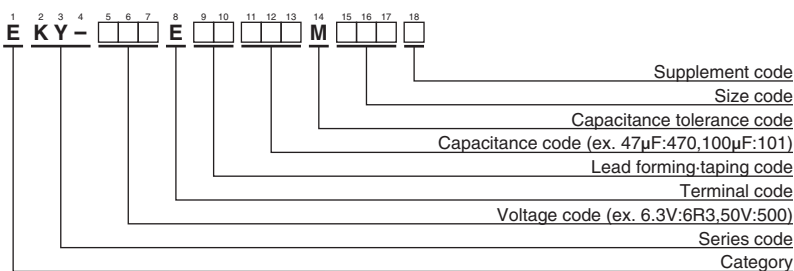 1 2 3 4 5 6 7 8 9 10 11 12 13 14 15 16 17 18
E K Y – □□□ E □□ □□□ M □□□ □
Supplement code
Size code
Capacitance tolerance code
Capacitance code (ex. 47μF:470,100μF:101)
Lead forming·taping code
Terminal code
Voltage code (ex. 6.3V:6R3,50V:500)
Series code
Category